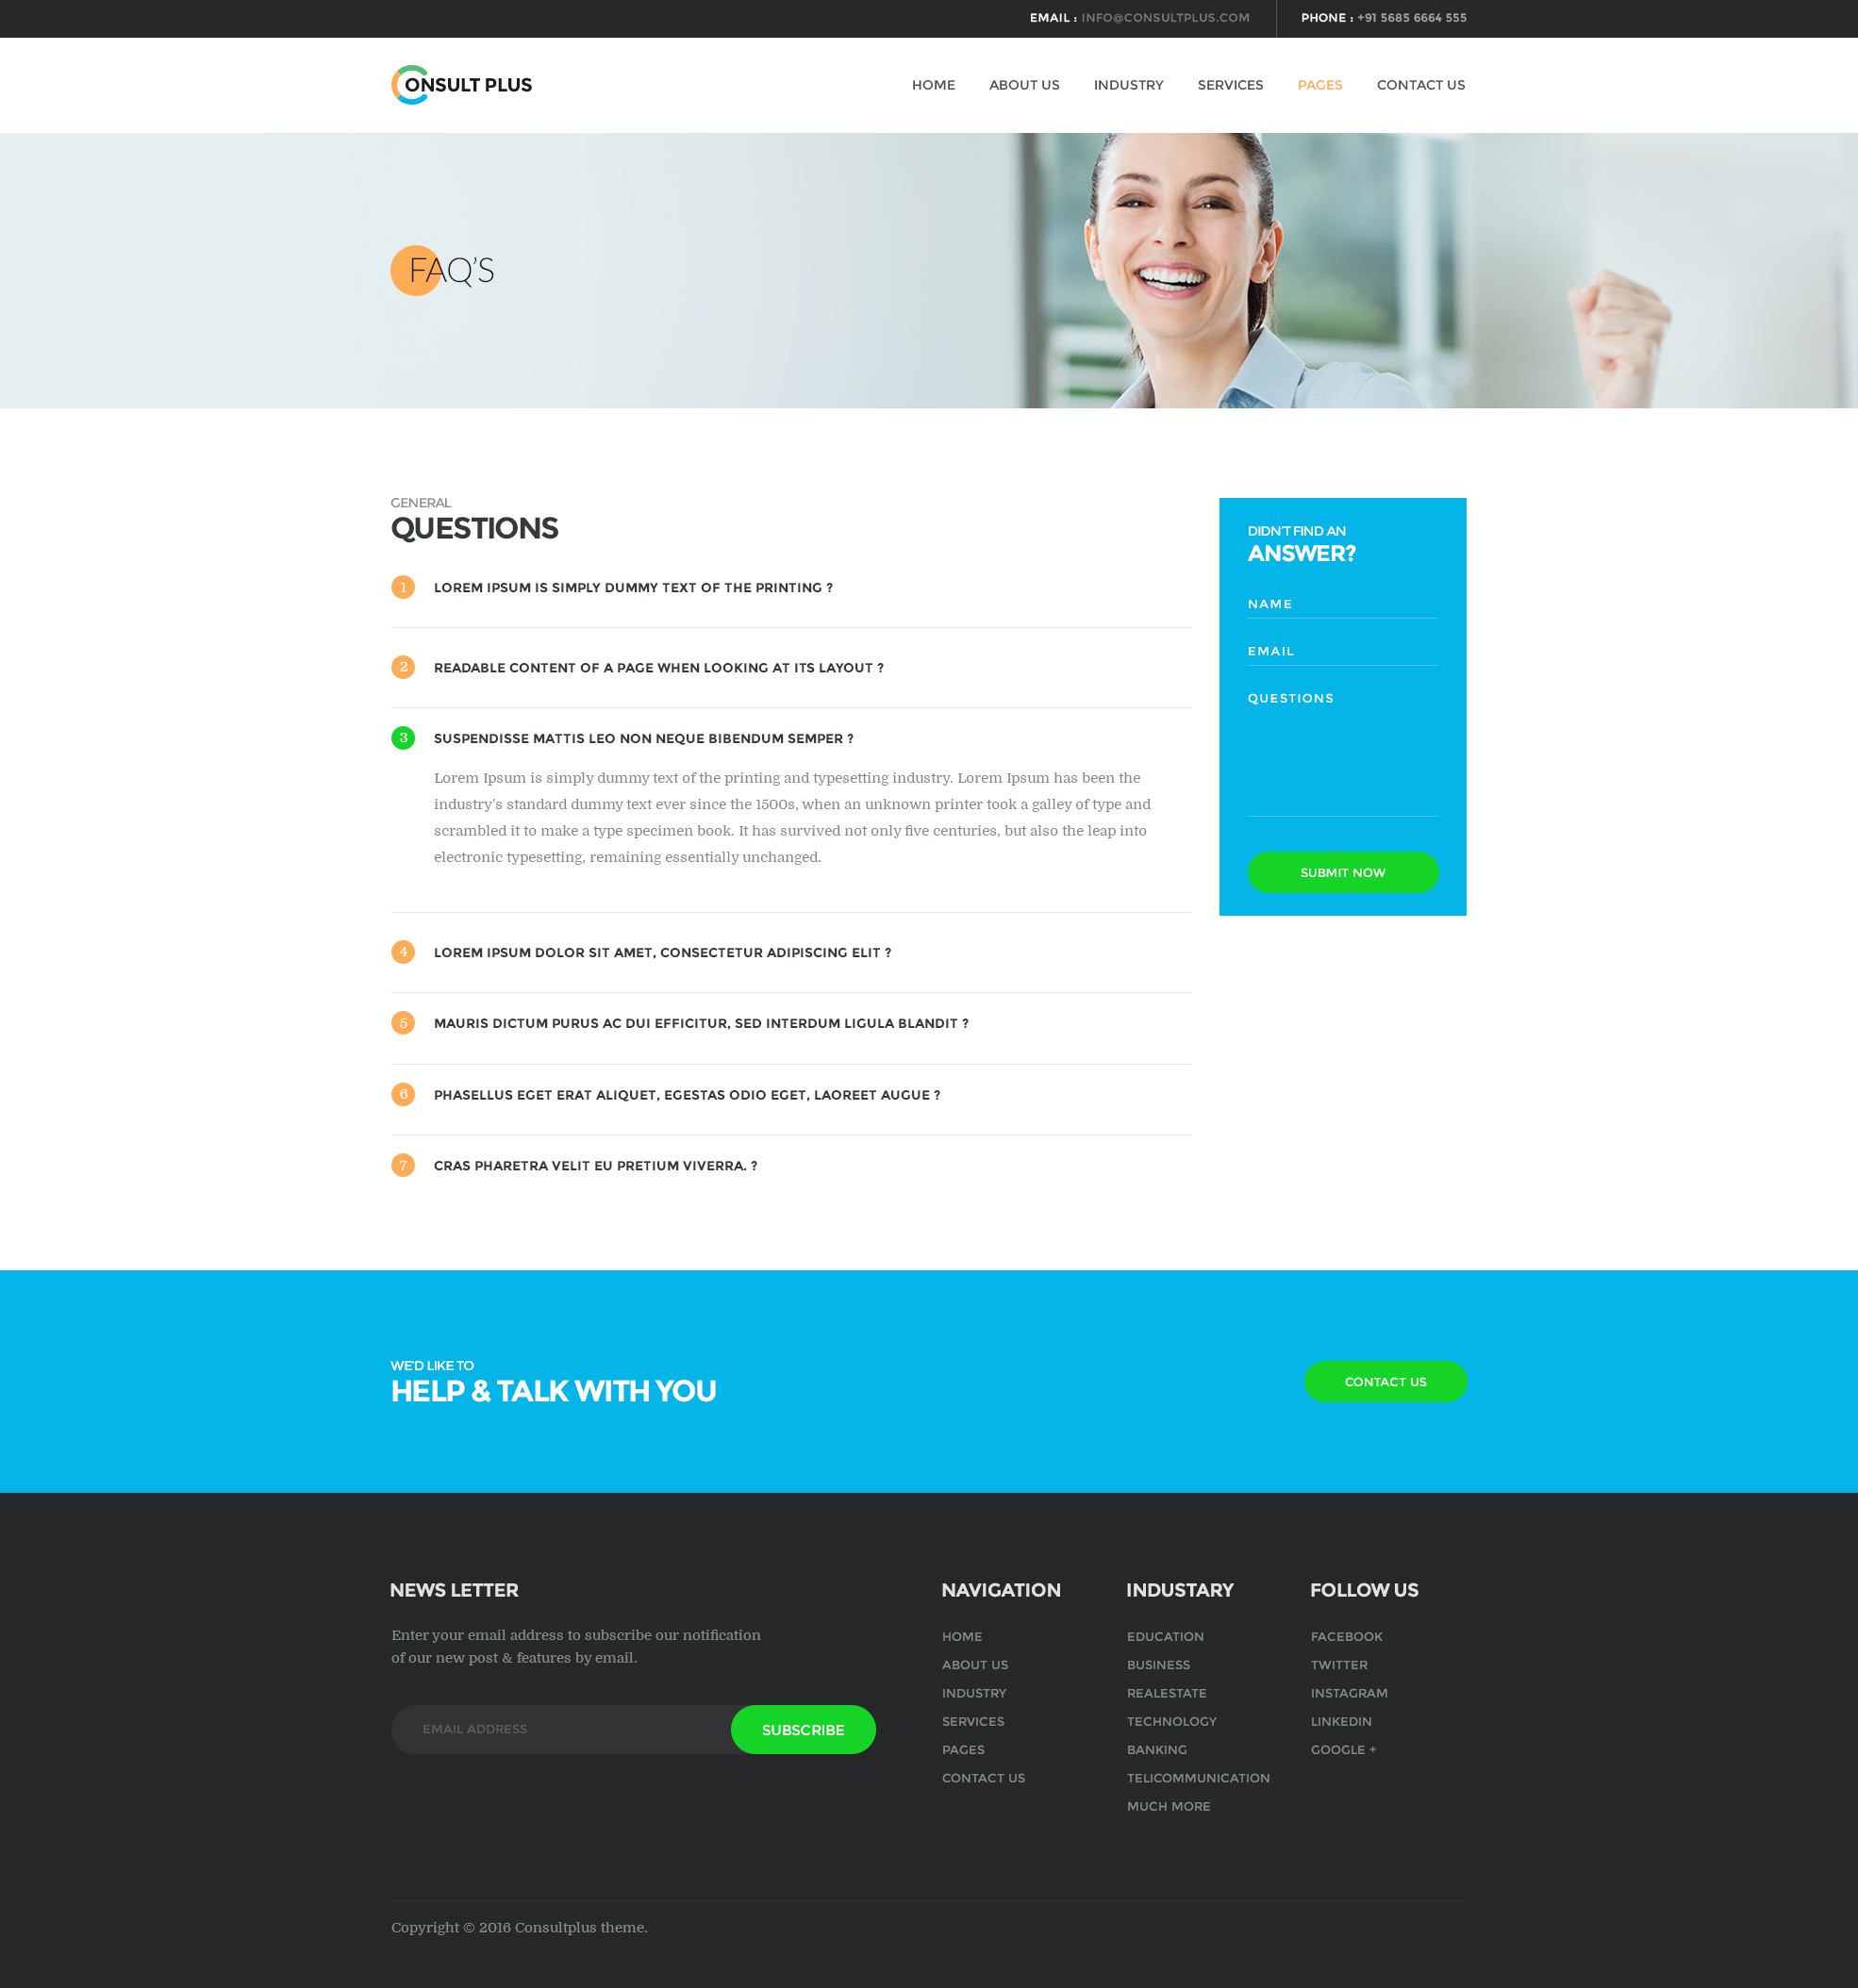 EMAIL : INFO@CONSULTPLUS.COM
PHONE : +91 5685 6664 555
CONSULT PLUS
HOME
ABOUT US
INDUSTRY
SERVICES
PAGES
CONTACT US
FAQ'S
GENERAL
QUESTIONS
1 LOREM IPSUM IS SIMPLY DUMMY TEXT OF THE PRINTING ?
2 READABLE CONTENT OF A PAGE WHEN LOOKING AT ITS LAYOUT ?
3 SUSPENDISSE MATTIS LEO NON NEQUE BIBENDUM SEMPER ?
Lorem Ipsum is simply dummy text of the printing and typesetting industry. Lorem Ipsum has been the
industry's standard dummy text ever since the 1500s, when an unknown printer took a galley of type and
scrambled it to make a type specimen book. It has survived not only five centuries, but also the leap into
electronic typesetting, remaining essentially unchanged.
4 LOREM IPSUM DOLOR SIT AMET, CONSECTETUR ADIPISCING ELIT ?
5 MAURIS DICTUM PURUS AC DUI EFFICITUR, SED INTERDUM LIGULA BLANDIT ?
6 PHASELLUS EGET ERAT ALIQUET, EGESTAS ODIO EGET, LAOREET AUGUE ?
7 CRAS PHARETRA VELIT EU PRETIUM VIVERRA. ?
DIDN'T FIND AN
ANSWER?
NAME
EMAIL
QUESTIONS
SUBMIT NOW
WE'D LIKE TO
HELP & TALK WITH YOU
CONTACT US
NEWS LETTER
Enter your email address to subscribe our notification
of our new post & features by email.
EMAIL ADDRESS
SUBSCRIBE
NAVIGATION
HOME
ABOUT US
INDUSTRY
SERVICES
PAGES
CONTACT US
INDUSTARY
EDUCATION
BUSINESS
REALESTATE
TECHNOLOGY
BANKING
TELICOMMUNICATION
MUCH MORE
FOLLOW US
FACEBOOK
TWITTER
INSTAGRAM
LINKEDIN
GOOGLE +
Copyright © 2016 Consultplus theme.